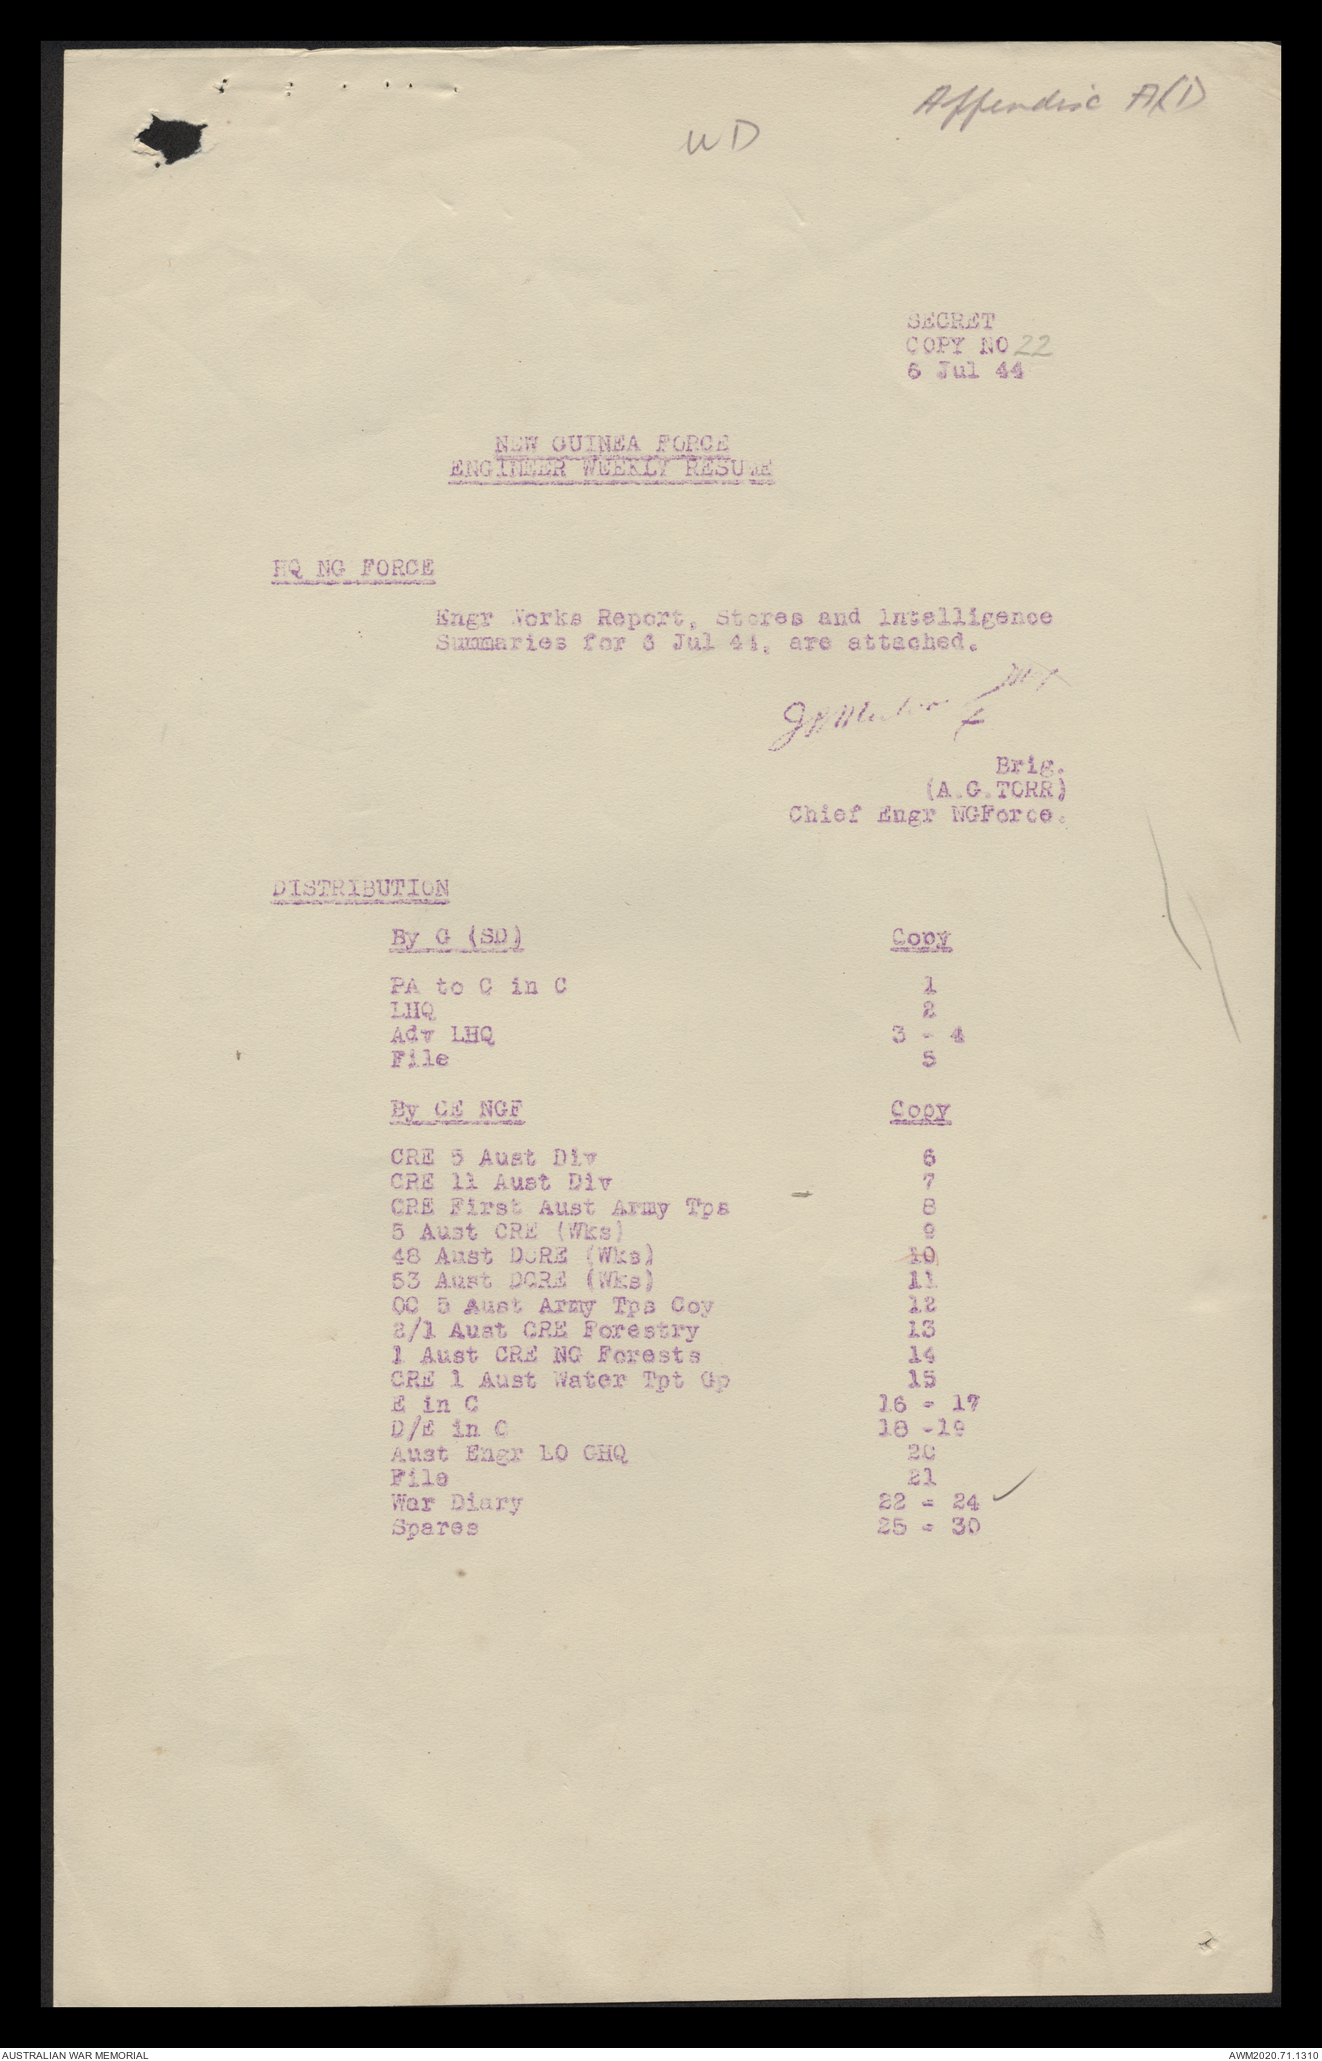 Appendix A(1)
WD
SECRET
COPY NO 22
6 Jul 44
NEW GUINEA FORCE
ENGINEER WEEKLY RESUME
HQ NG FORCE
Engr Works Report, Stores and Intelligence
Summaries for 6 Jul 44, are attached.
Brig.
(A.G.TORR)
Chief Engr NGForce.
DISTRIBUTION
By G (SD) Copy
PA to C in C 1
LHQ 2
Adv LHQ 3 - 4
File 5
By CE NGF Copy
CRE 5 Aust Div 6
CRE 11 Aust Div 7
CRE First Aust Army Tps 8
5 Aust CRE (Wks) 9
48 Aust DCRE (Wks) 10
53 Aust DCRE (Wks) 11
OC 5 Aust Army Tps Coy 12
2/1 Aust CRE Forestry 13
1 Aust CRE NG Forests 14
CRE 1 Aust Water Tpt Gp 15
E in C 16 - 17
D/E in C 18 -19
Aust Engr LO GHQ 20
File 21
War Diary 22 - 24
Spares 25 - 30
AUSTRALIAN WAR MEMORIAL AWM2020.71.1310